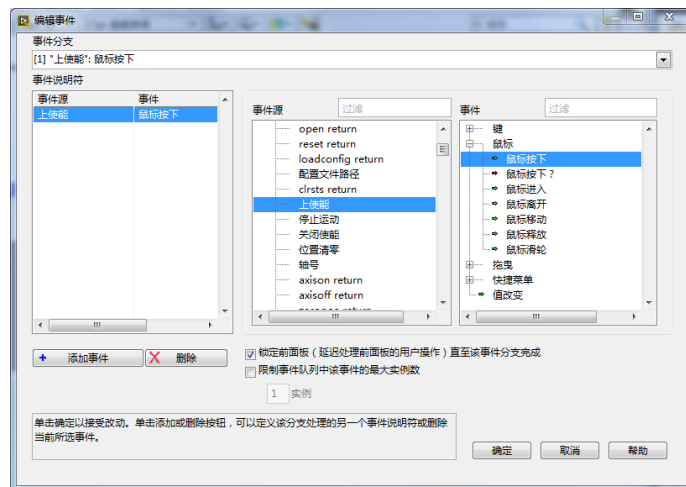 编辑事件
事件分支
[1] "上使能": 鼠标按下
事件说明符
事件源 事件
上使能 鼠标按下
事件源 过滤
open return
reset return
loadconfig return
配置文件路径
clrsts return
上使能
停止运动
关闭使能
位置清零
轴号
axison return
axisoff return
事件 过滤
键
鼠标
鼠标按下
鼠标按下？
鼠标进入
鼠标离开
鼠标移动
鼠标释放
鼠标滑轮
拖曳
快捷菜单
值改变
添加事件 删除
锁定前面板（延迟处理前面板的用户操作）直至该事件分支完成
限制事件队列中该事件的最大实例数
1 实例
单击确定以接受改动。单击添加或删除按钮，可以定义该分支处理的另一个事件说明符或删除
当前所选事件。
确定 取消 帮助